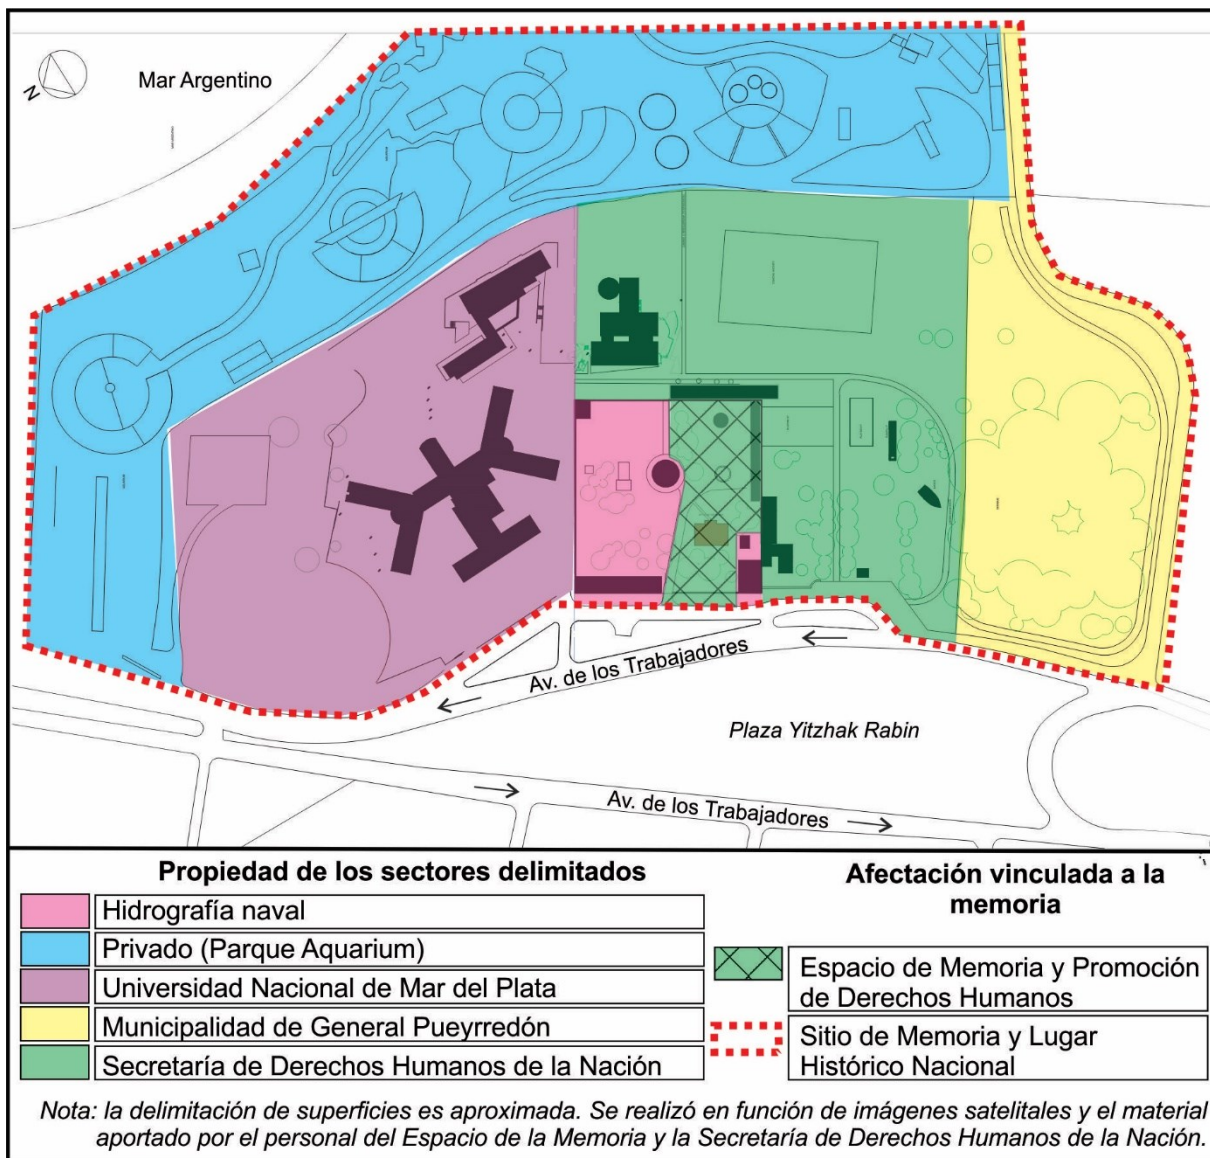 N
Mar Argentino
Av. de los Trabajadores
Plaza Yitzhak Rabin
Av. de los Trabajadores
Propiedad de los sectores delimitados
Hidrografía naval
Privado (Parque Aquarium)
Universidad Nacional de Mar del Plata
Municipalidad de General Pueyrredón
Secretaría de Derechos Humanos de la Nación
Afectación vinculada a la
memoria
Espacio de Memoria y Promoción
de Derechos Humanos
Sitio de Memoria y Lugar
Histórico Nacional
Nota: la delimitación de superficies es aproximada. Se realizó en función de imágenes satelitales y el material
aportado por el personal del Espacio de la Memoria y la Secretaría de Derechos Humanos de la Nación.